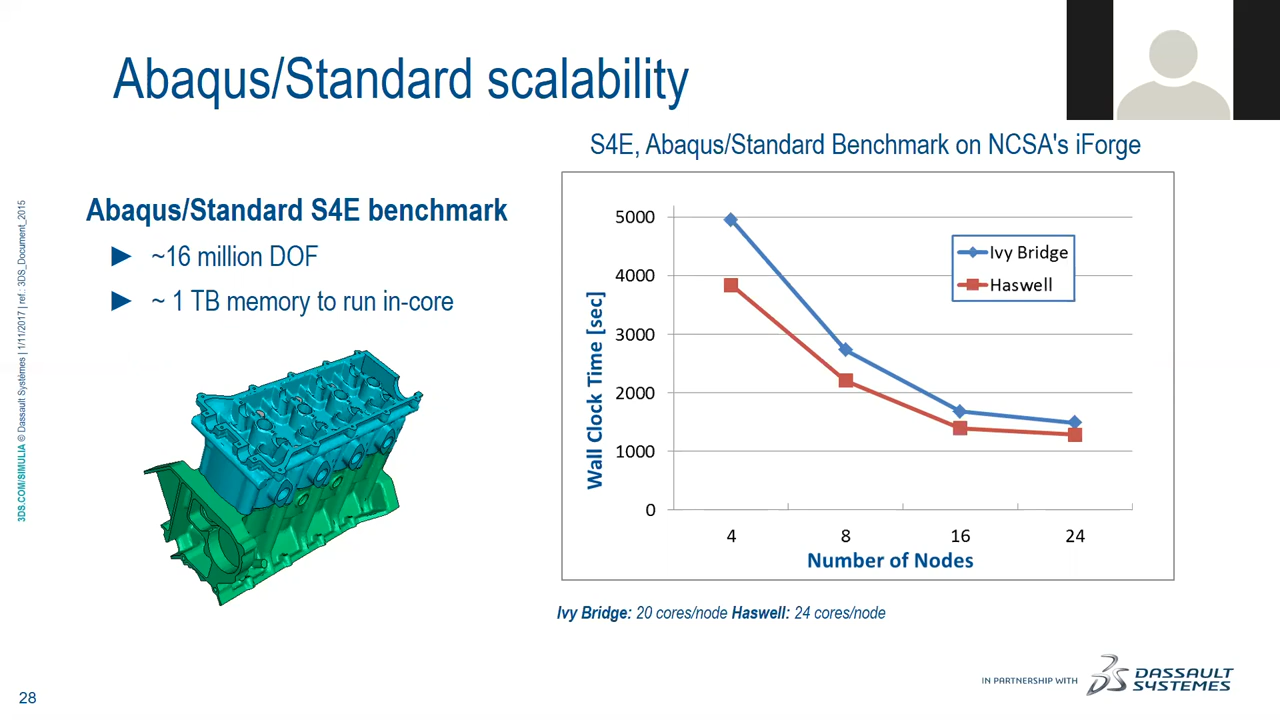 Abaqus/Standard scalability
S4E, Abaqus/Standard Benchmark on NCSA's iForge
Abaqus/Standard S4E benchmark
► ~16 million DOF
► ~ 1 TB memory to run in-core
3DS.COM/SIMULIA © Dassault Systèmes | 1/11/2017 | ref.: 3DS_Document_2015
Wall Clock Time [sec]
5000
4000
3000
2000
1000
0
Ivy Bridge
Haswell
4 8 16 24
Number of Nodes
Ivy Bridge: 20 cores/node Haswell: 24 cores/node
28
IN PARTNERSHIP WITH
DASSAULT
SYSTEMES